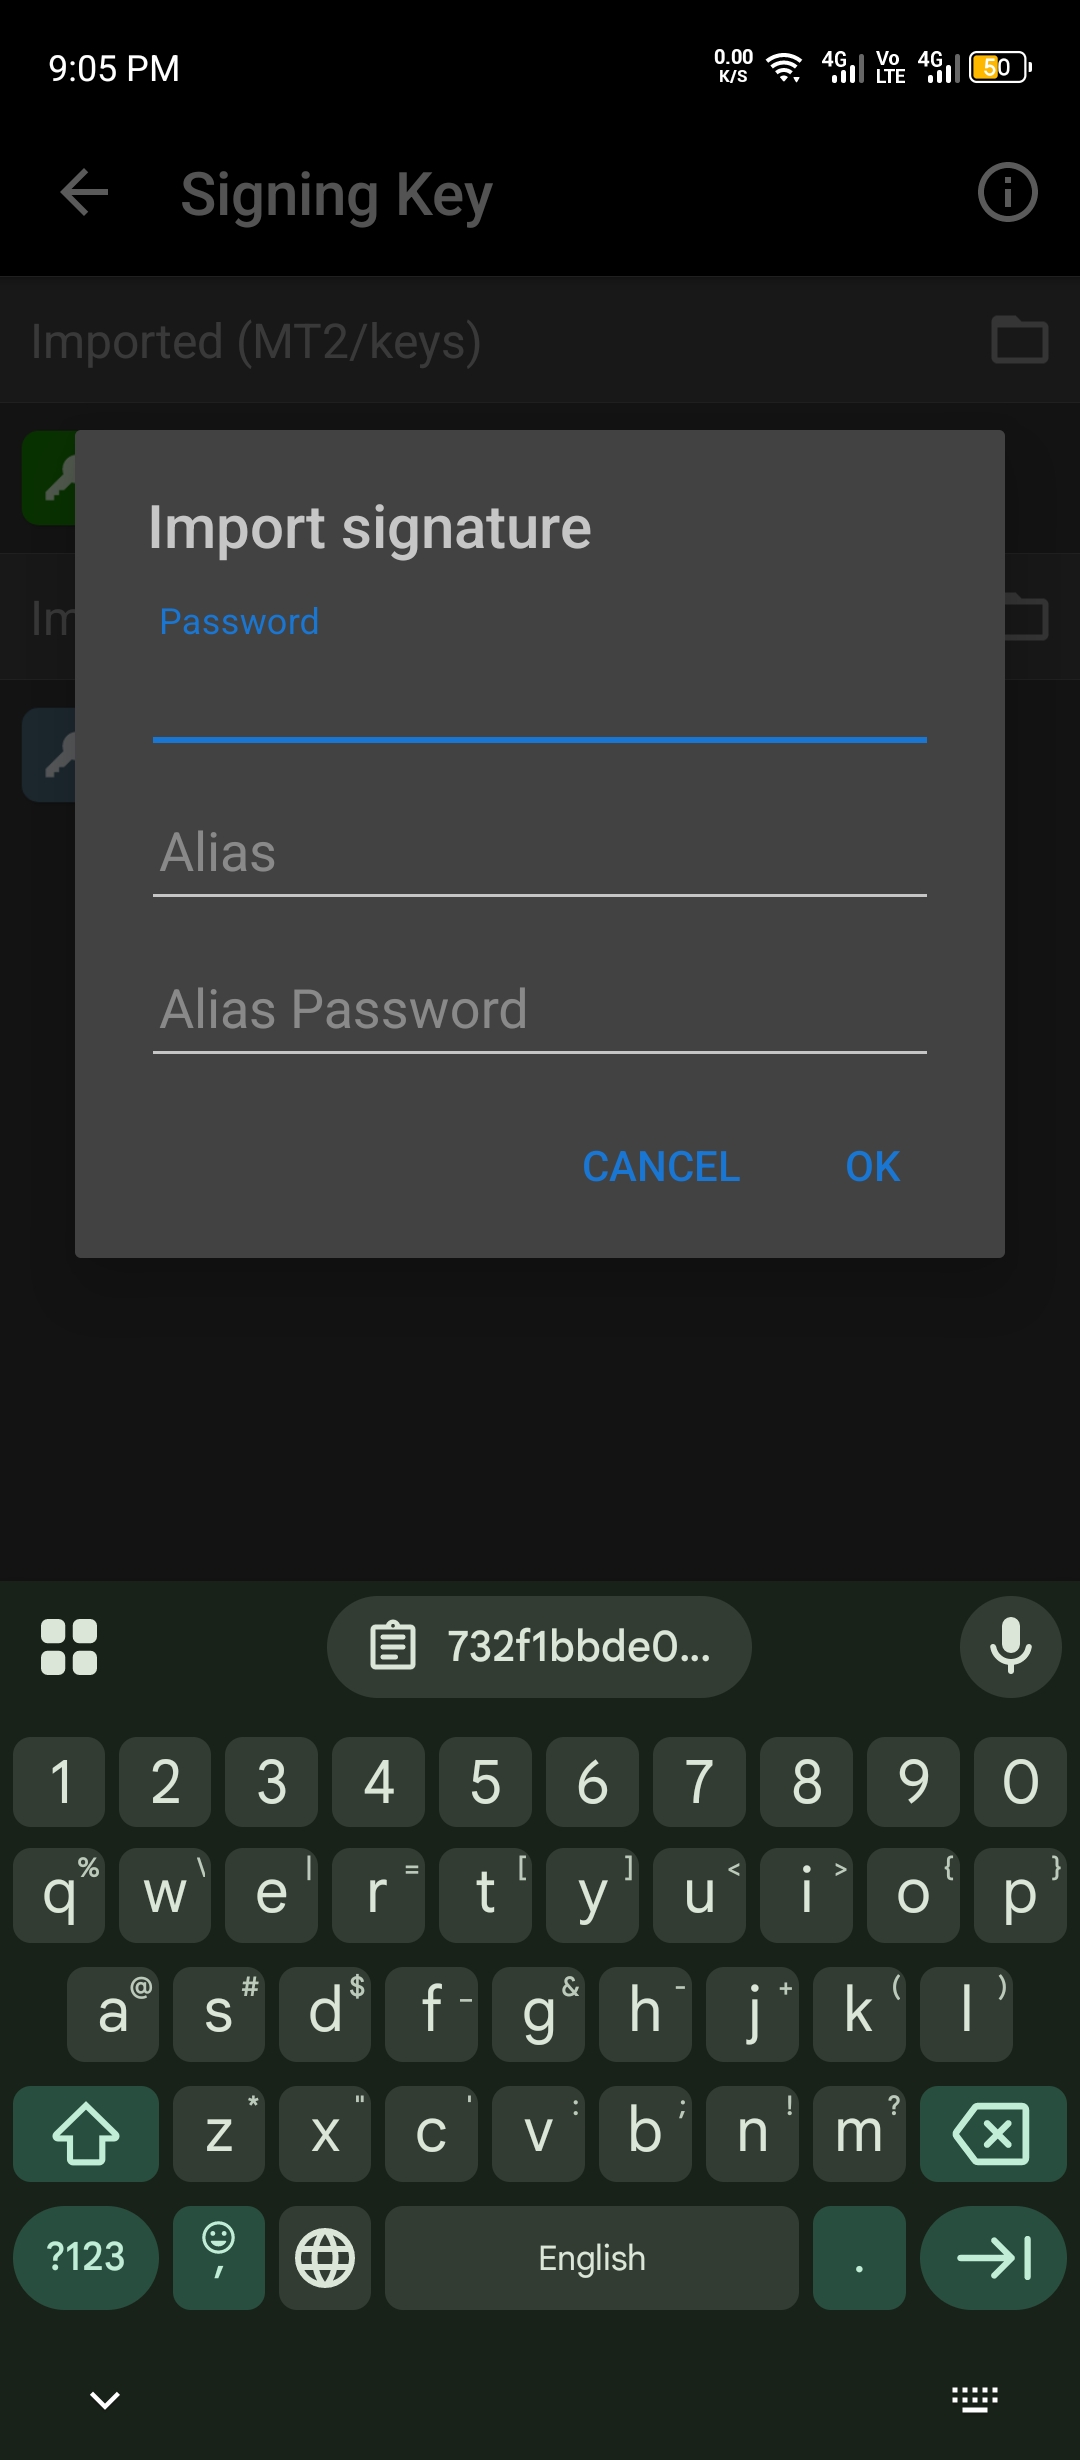 9:05 PM
0.00 K/S 4G Vo LTE 4G 50
Signing Key
Imported (MT2/keys)
Im
Import signature
Password
Alias
Alias Password
CANCEL OK
732f1bbde0...
1 2 3 4 5 6 7 8 9 0
q% w\ e| r= t[ y] u< i> o{ p}
a@ s# d$ f_ g& h- j+ k( l)
z* x" c' v: b; n! m?
?123 , English .